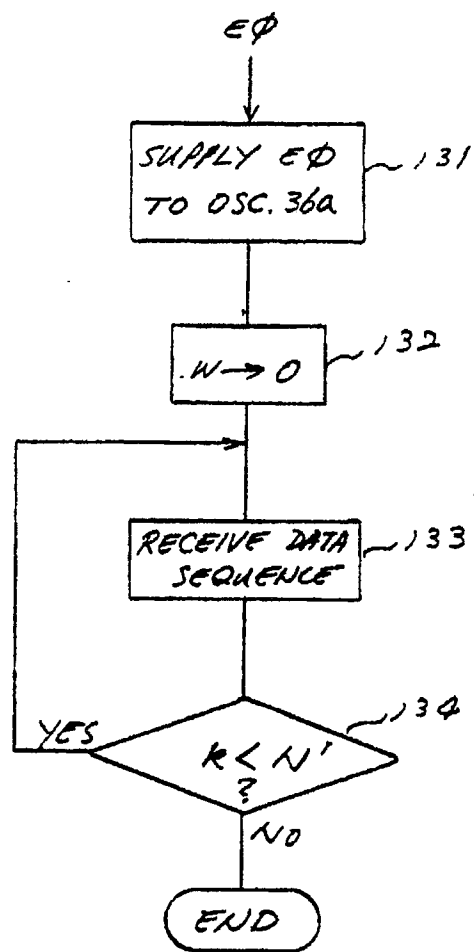 EΦ
SUPPLY EΦ
TO OSC. 36a
131
.W→0
132
RECEIVE DATA
SEQUENCE
133
134
YES
K < N'
?
NO
END